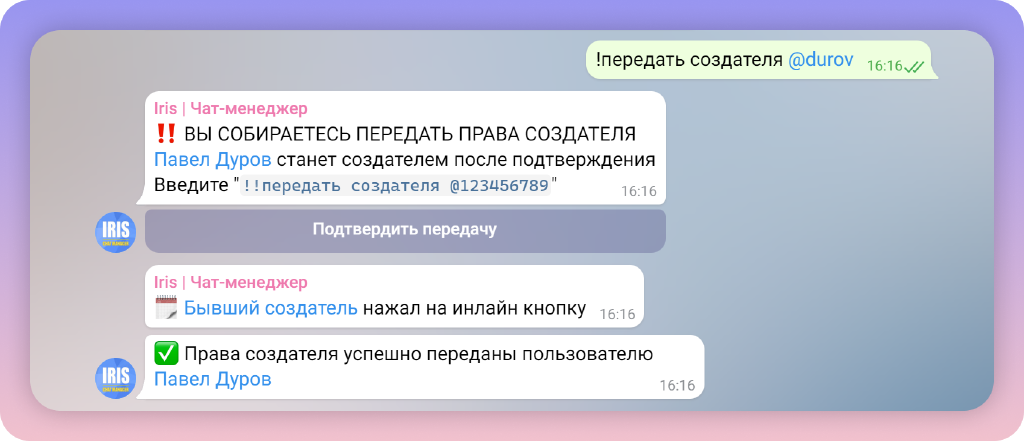 !передать создателя @durov 16:16
Iris | Чат-менеджер
‼️ ВЫ СОБИРАЕТЕСЬ ПЕРЕДАТЬ ПРАВА СОЗДАТЕЛЯ
Павел Дуров станет создателем после подтверждения
Введите "!!передать создателя @123456789"
16:16
IRIS
Подтвердить передачу
Iris | Чат-менеджер
Бывший создатель нажал на инлайн кнопку 16:16
✅ Права создателя успешно переданы пользователю
Павел Дуров
16:16
IRIS